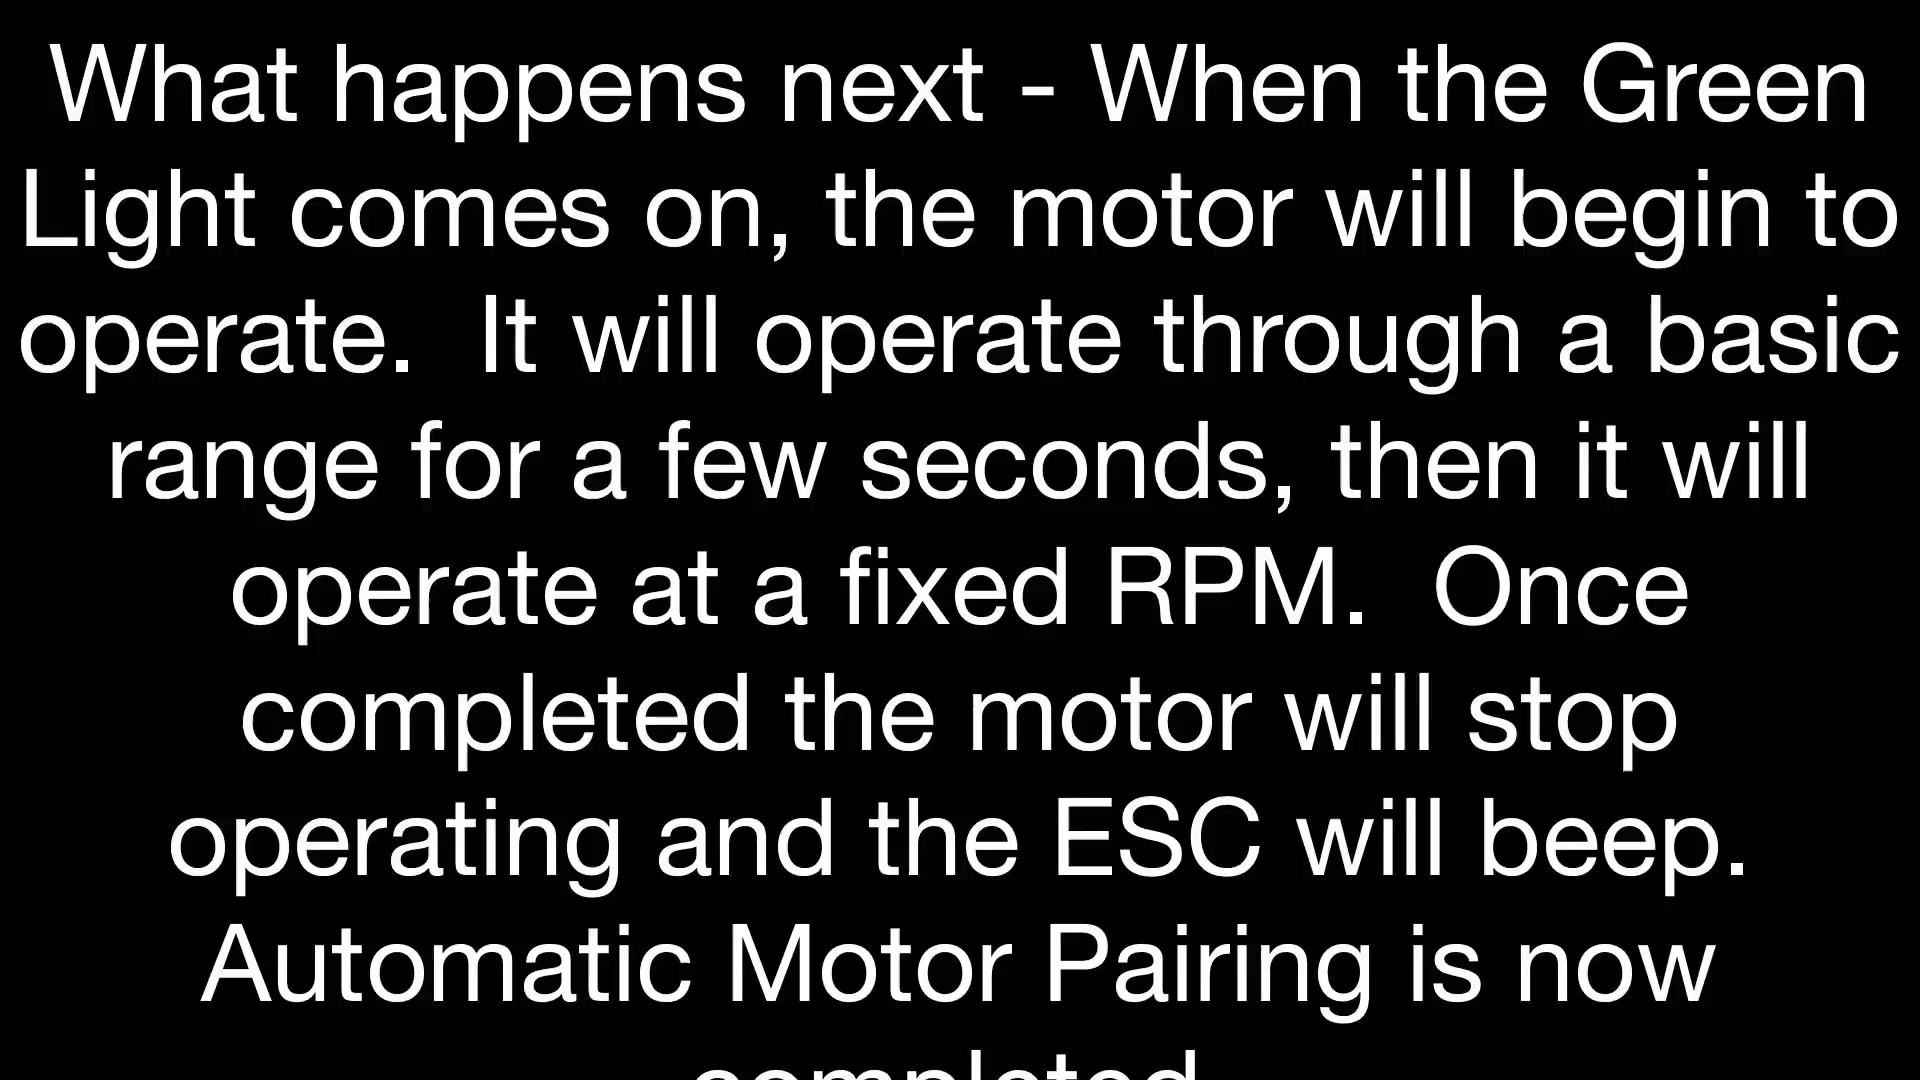 What happens next - When the Green
Light comes on, the motor will begin to
operate.  It will operate through a basic
range for a few seconds, then it will
operate at a fixed RPM.  Once
completed the motor will stop
operating and the ESC will beep.
Automatic Motor Pairing is now
completed